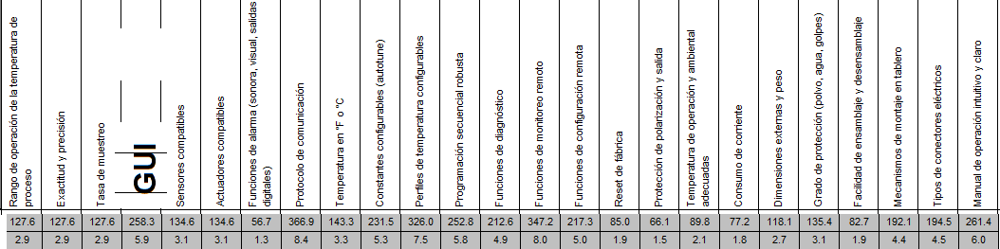 Rango de operación de la temperatura de
proceso
Exactitud y precisión
Tasa de muestreo
GUI
Sensores compatibles
Actuadores compatibles
Funciones de alarma (sonora, visual, salidas
digitales)
Protocolo de comunicación
Temperatura en °F o °C
Constantes configurables (autotune)
Perfiles de temperatura configurables
Programación secuencial robusta
Funciones de diagnóstico
Funciones de monitoreo remoto
Funciones de configuración remota
Reset de fábrica
Protección de polarización y salida
Temperatura de operación y ambiental
adecuadas
Consumo de corriente
Dimensiones externas y peso
Grado de protección (polvo, agua, golpes)
Facilidad de ensamblaje y desensamblaje
Mecanismos de montaje en tablero
Tipos de conectores eléctricos
Manual de operación intuitivo y claro
127.6 127.6 127.6 258.3 134.6 134.6 56.7 366.9 143.3 231.5 326.0 252.8 212.6 347.2 217.3 85.0 66.1 89.8 77.2 118.1 135.4 82.7 192.1 194.5 261.4
2.9 2.9 2.9 5.9 3.1 3.1 1.3 8.4 3.3 5.3 7.5 5.8 4.9 8.0 5.0 1.9 1.5 2.1 1.8 2.7 3.1 1.9 4.4 4.5 6.0